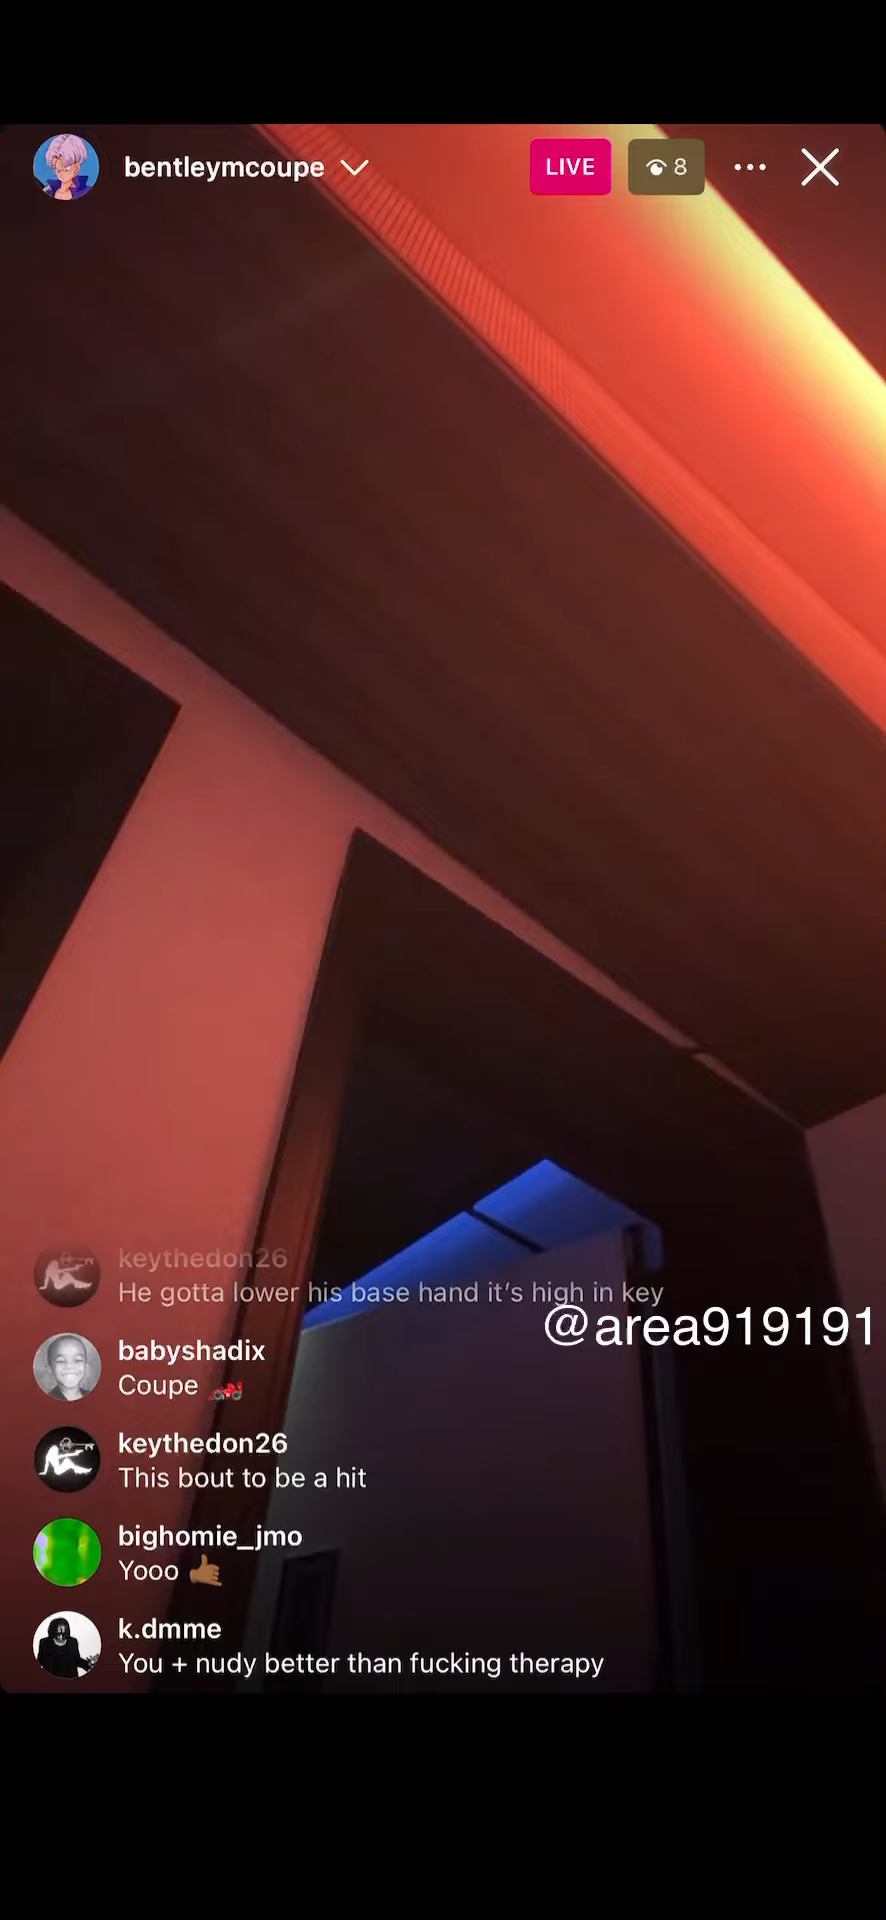 bentleymcoupe
LIVE
8
keythedon26
He gotta lower his base hand it’s high in key
@area919191
babyshadix
Coupe 🏎️
keythedon26
This bout to be a hit
bighomie_jmo
Yooo 🤙🏾
k.dmme
You + nudy better than fucking therapy